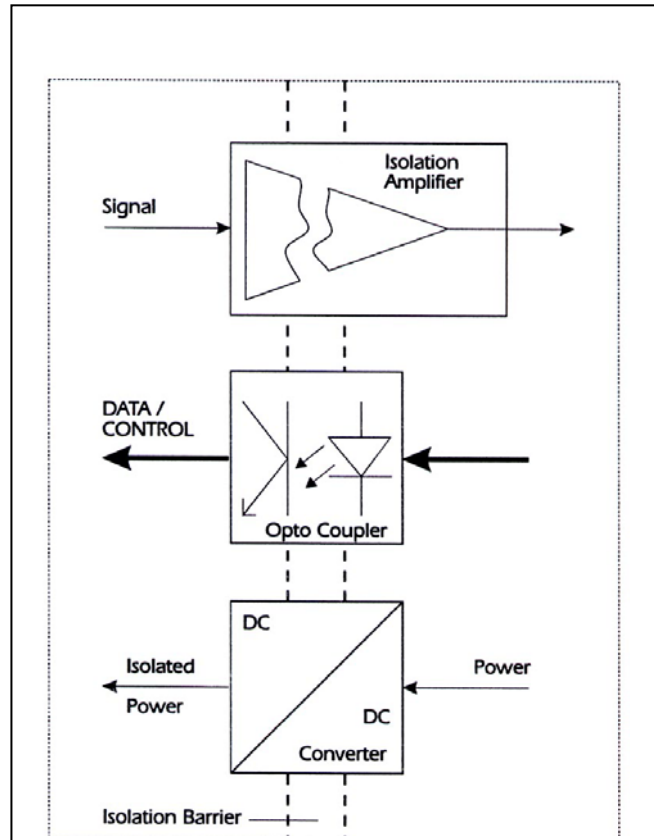 Isolation
Amplifier
Signal
DATA /
CONTROL
Opto Coupler
DC
Isolated
Power
Power
DC
Converter
Isolation Barrier